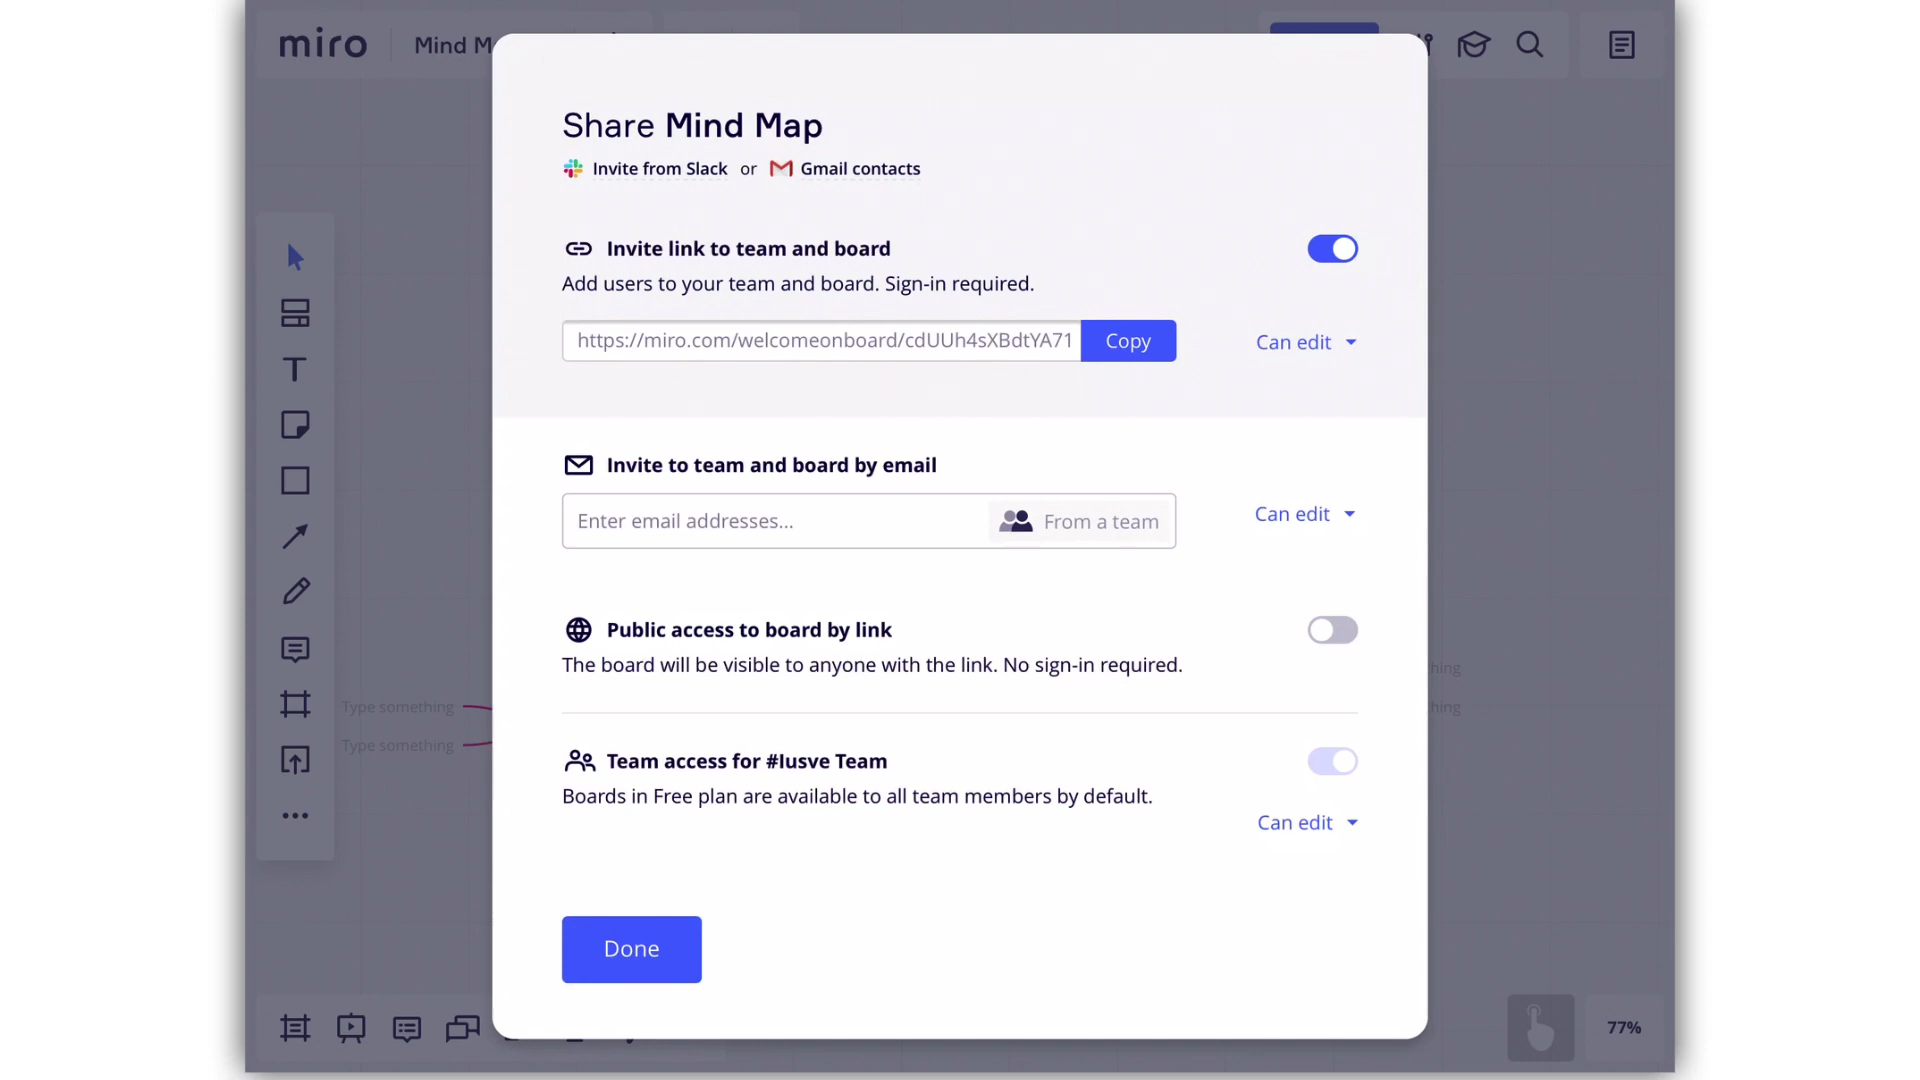 miro
Mind M
Share Mind Map
Invite from Slack or Gmail contacts
Invite link to team and board
Add users to your team and board. Sign-in required.
https://miro.com/welcomeonboard/cdUUh4sXBdtYA71
Copy
Can edit
Invite to team and board by email
Enter email addresses...
From a team
Can edit
Public access to board by link
The board will be visible to anyone with the link. No sign-in required.
hing
Type something
hing
Type something
Team access for #Iusve Team
Boards in Free plan are available to all team members by default.
Can edit
Done
77%